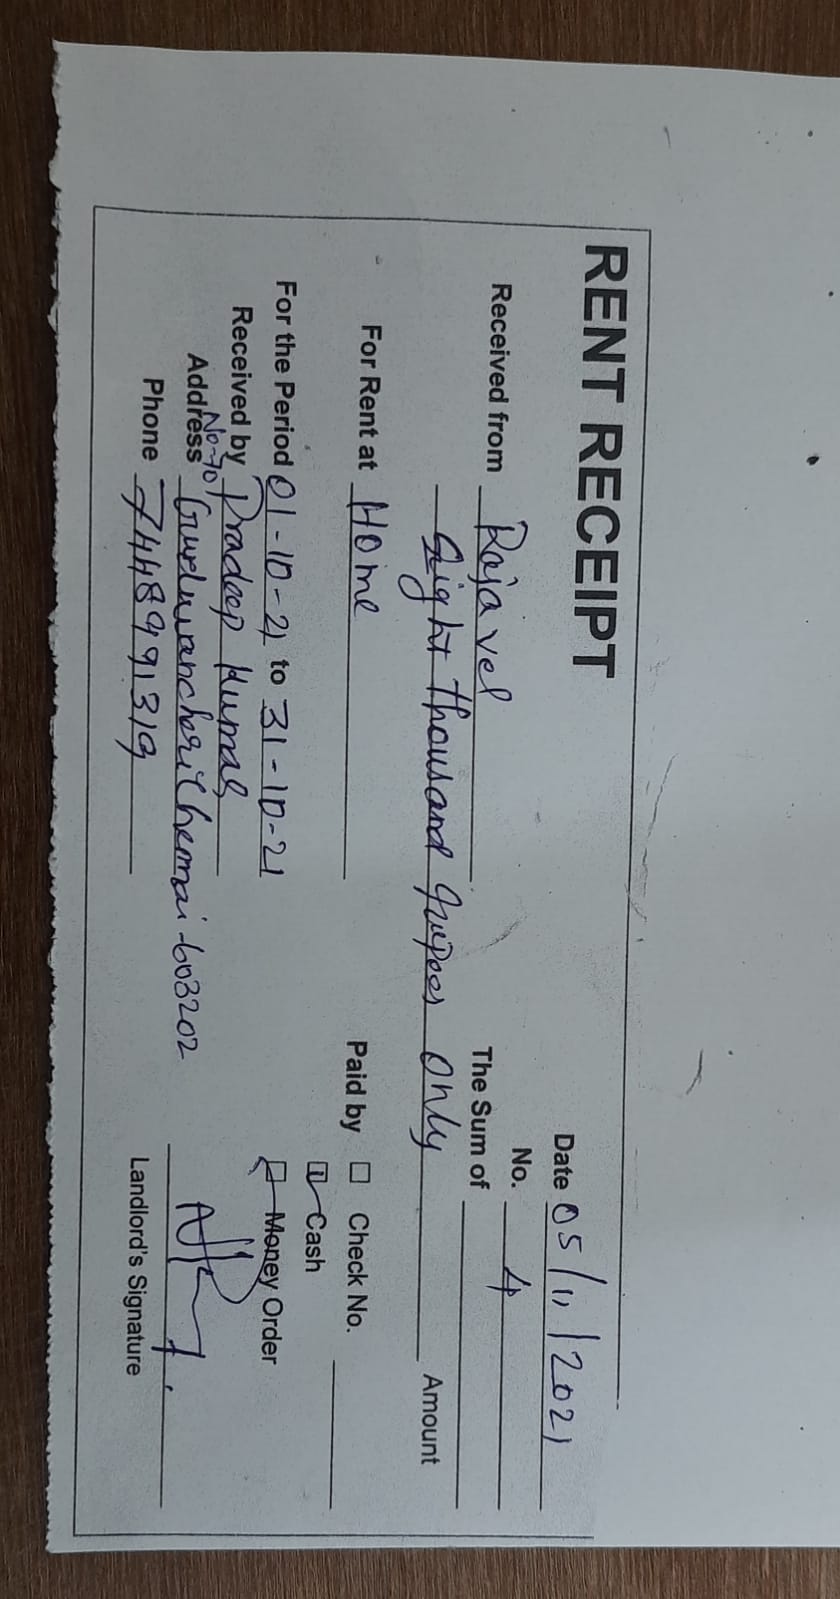 RENT RECEIPT
Date 05/11/2021
No. 4
Received from Rajavel
The Sum of
Eight thousand rupees only Amount
For Rent at Home
Paid by Check No.
Cash
Money Order
For the Period 01-10-21 to 31-10-21
Received by Pradeep Kumar
Address No-70, Guduvancheri Chennai-603202
Phone 7448991319
Landlord's Signature